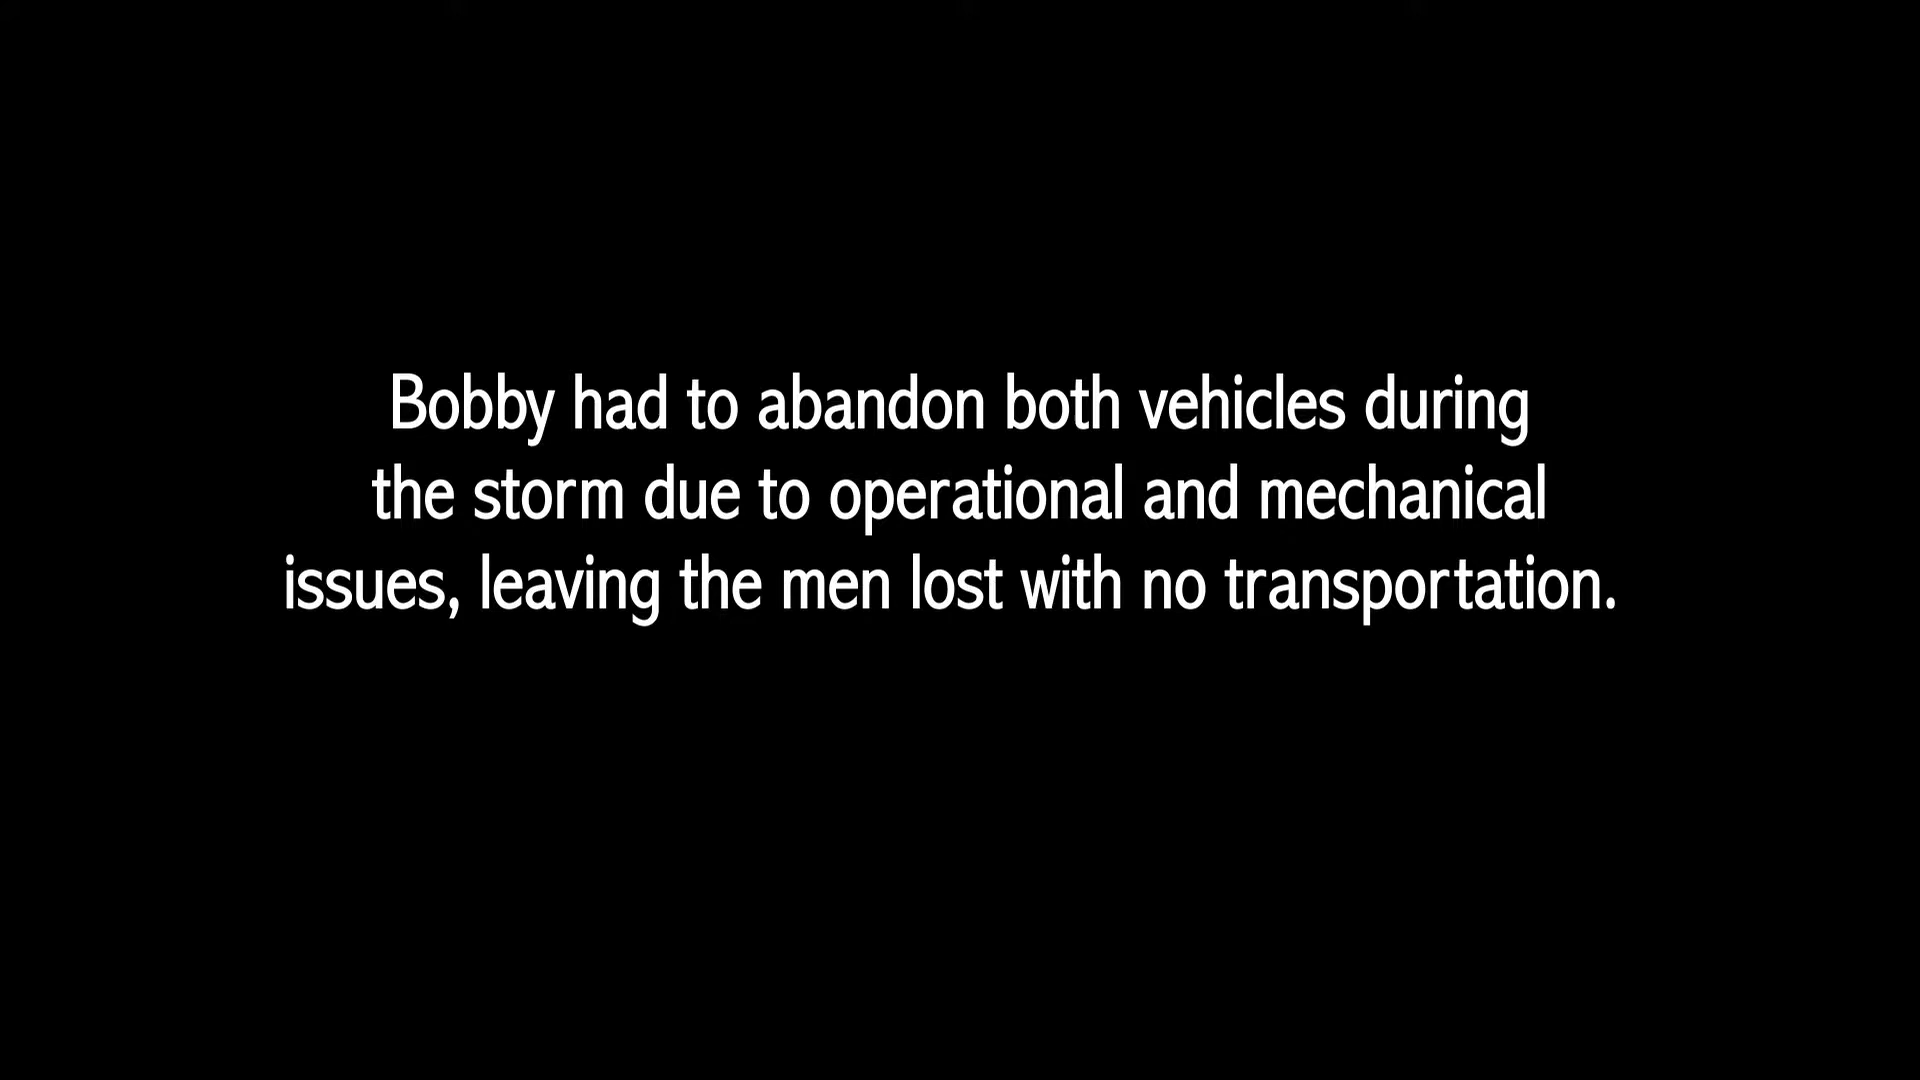 Bobby had to abandon both vehicles during
the storm due to operational and mechanical
issues, leaving the men lost with no transportation.